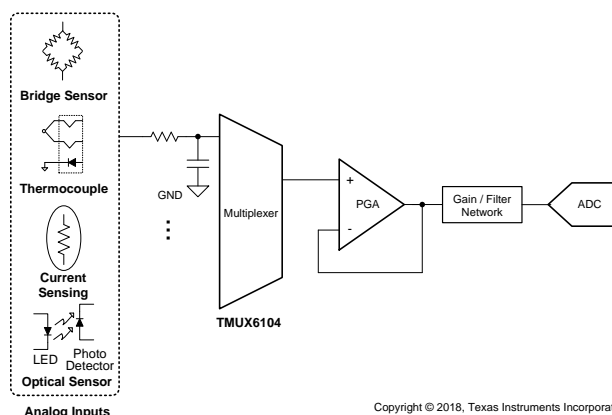 Bridge Sensor
Thermocouple
Current
Sensing
LED
Photo
Detector
Optical Sensor
Analog Inputs
GND
Multiplexer
TMUX6104
+
-
PGA
Gain / Filter
Network
ADC
Copyright © 2018, Texas Instruments Incorporat